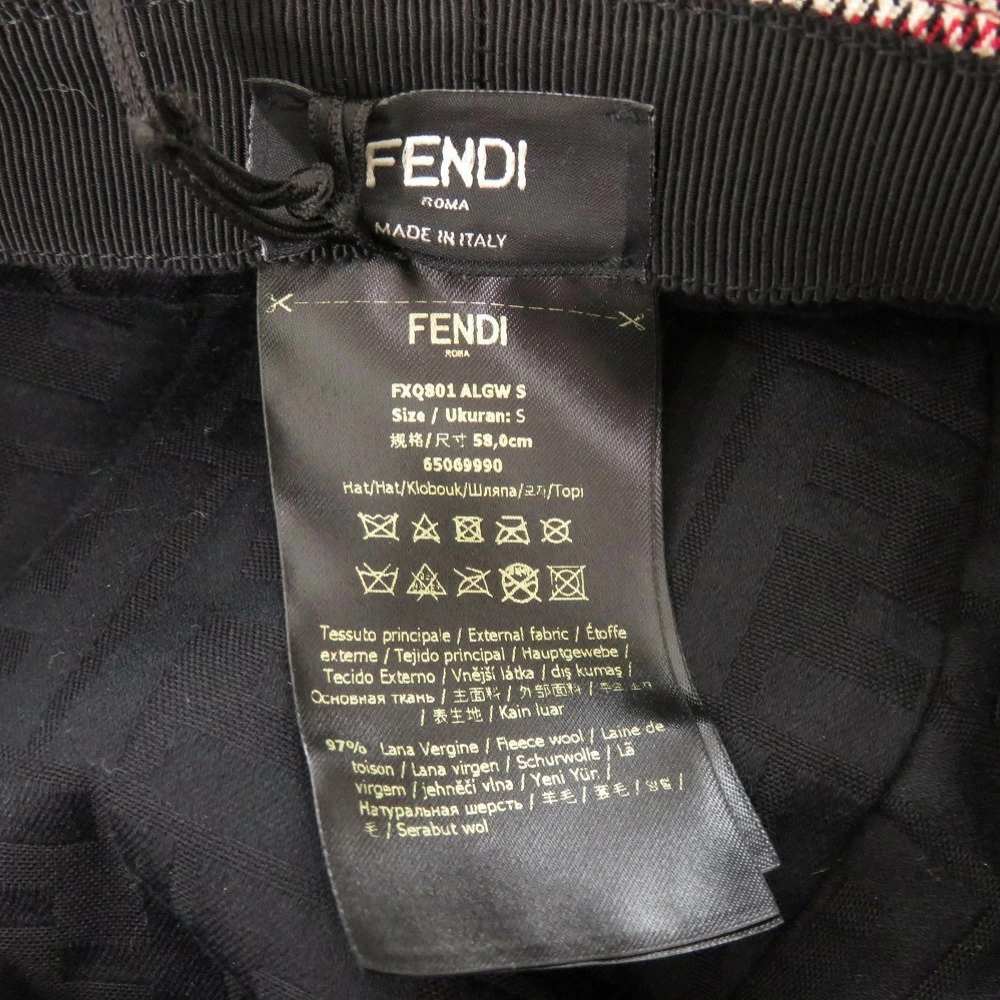 FENDI
ROMA
MADE IN ITALY
FENDI
ROMA
FXQ801 ALGW S
Size / Ukuran: S
规格/尺寸 58,0cm
65069990
Hat/Hat/Klobouk/Шляпа/모자/Topi
Tessuto principale / External fabric / Étoffe
externe / Tejido principal / Hauptgewebe /
Tecido Externo / Vnější látka / dış kumaş /
Основная ткань / 主面料 / 外部面料 /
/ 表生地 / Kain luar
97% Lana Vergine / Fleece wool / Laine de
toison / Lana virgen / Schurwolle / Lã
virgem / jehněčí vlna / Yeni Yün /
Натуральная шерсть / 羊毛 / 毛 / 양털 /
毛 / Serabut wol